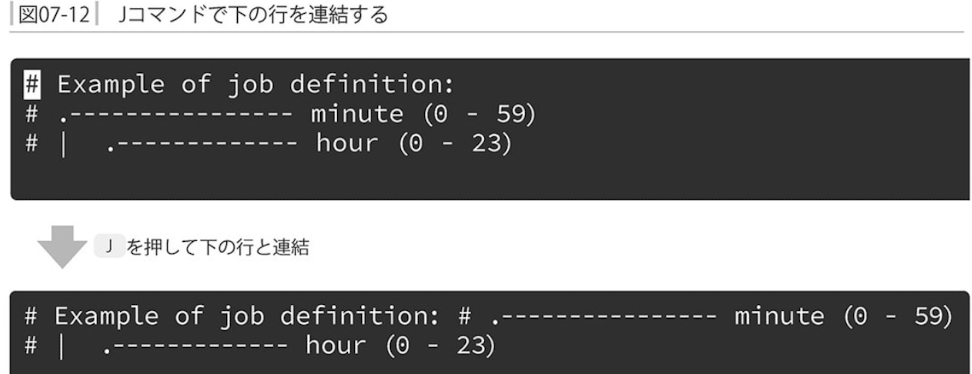 図07-12 Jコマンドで下の行を連結する
# Example of job definition:
# .---------------- minute (0 - 59)
# |  .------------- hour (0 - 23)
J を押して下の行と連結
# Example of job definition: # .---------------- minute (0 - 59)
# |  .------------- hour (0 - 23)